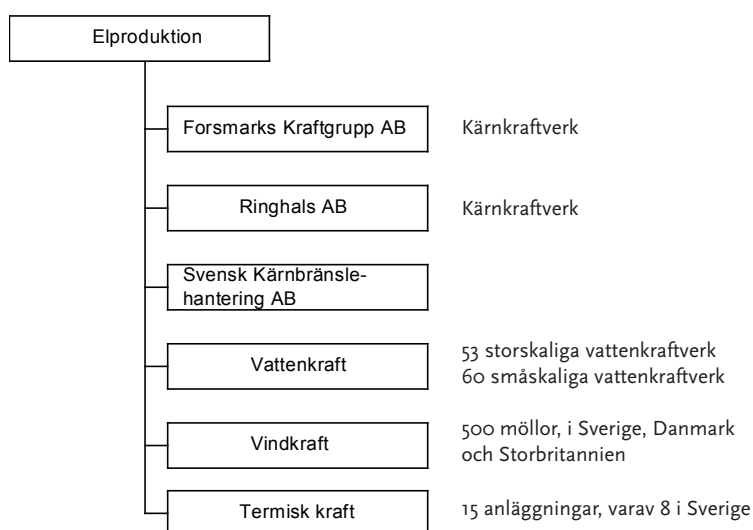 Elproduktion
Forsmarks Kraftgrupp AB
Kärnkraftverk
Ringhals AB
Kärnkraftverk
Svensk Kärnbränsle-
hantering AB
Vattenkraft
53 storskaliga vattenkraftverk
60 småskaliga vattenkraftverk
Vindkraft
500 möllor, i Sverige, Danmark
och Storbritannien
Termisk kraft
15 anläggningar, varav 8 i Sverige